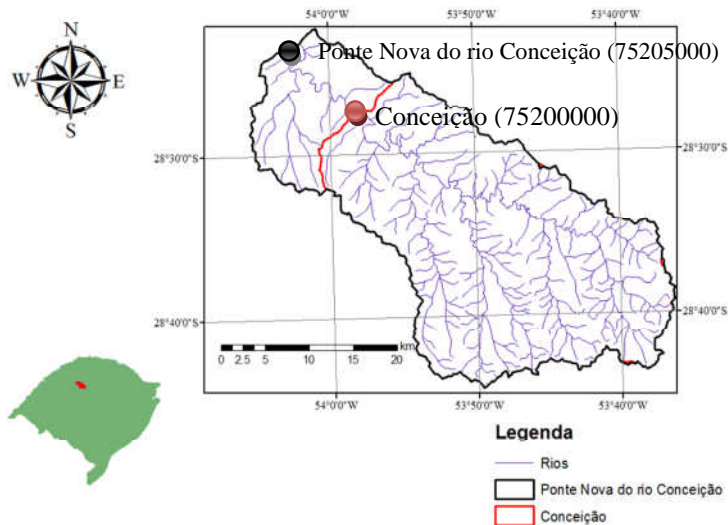 54°0'0"W 53°50'0"W 53°40'0"W
N
W E
S
Ponte Nova do rio Conceição (75205000)
Conceição (75200000)
28°30'0"S 28°30'0"S
28°40'0"S 28°40'0"S
km
0 2.5 5 10 15 20
54°0'0"W 53°50'0"W 53°40'0"W
Legenda
Rios
Ponte Nova do rio Conceição
Conceição